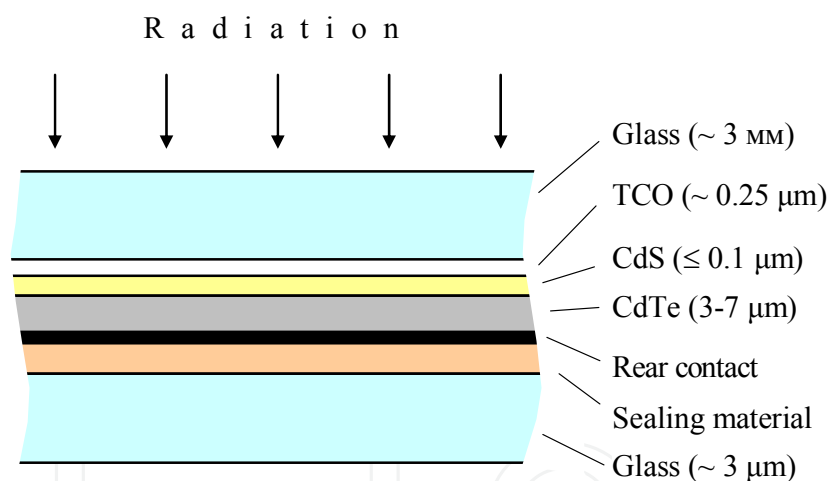 R a d i a t i o n
Glass (~ 3 мм)
TCO (~ 0.25 μm)
CdS (≤ 0.1 μm)
CdTe (3-7 μm)
Rear contact
Sealing material
Glass (~ 3 μm)